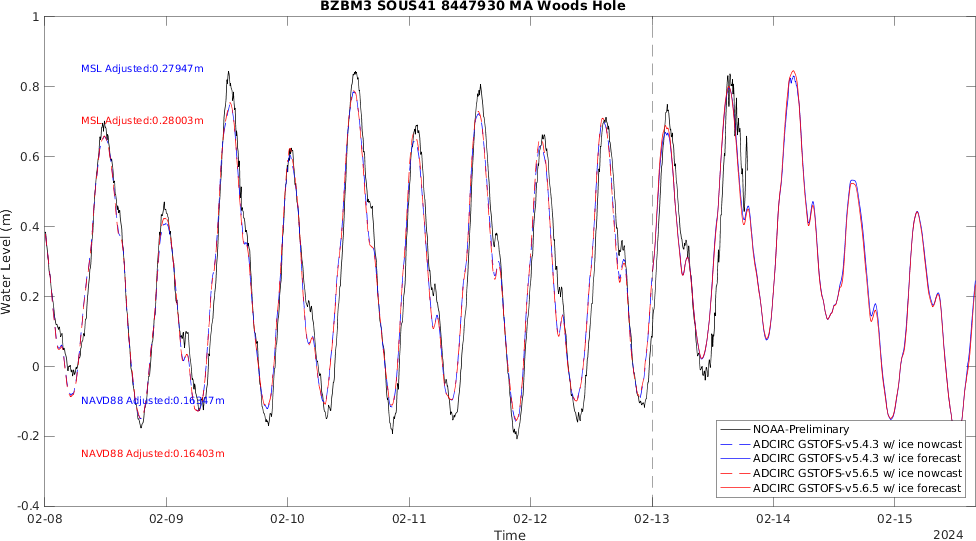 BZBM3 SOUS41 8447930 MA Woods Hole
Water Level (m)
1
0.8
0.6
0.4
0.2
0
-0.2
-0.4
MSL Adjusted:0.27947m
MSL Adjusted:0.28003m
NAVD88 Adjusted:0.16347m
NAVD88 Adjusted:0.16403m
NOAA-Preliminary
ADCIRC GSTOFS-v5.4.3 w/ ice nowcast
ADCIRC GSTOFS-v5.4.3 w/ ice forecast
ADCIRC GSTOFS-v5.6.5 w/ ice nowcast
ADCIRC GSTOFS-v5.6.5 w/ ice forecast
02-08 02-09 02-10 02-11 02-12 02-13 02-14 02-15
Time
2024